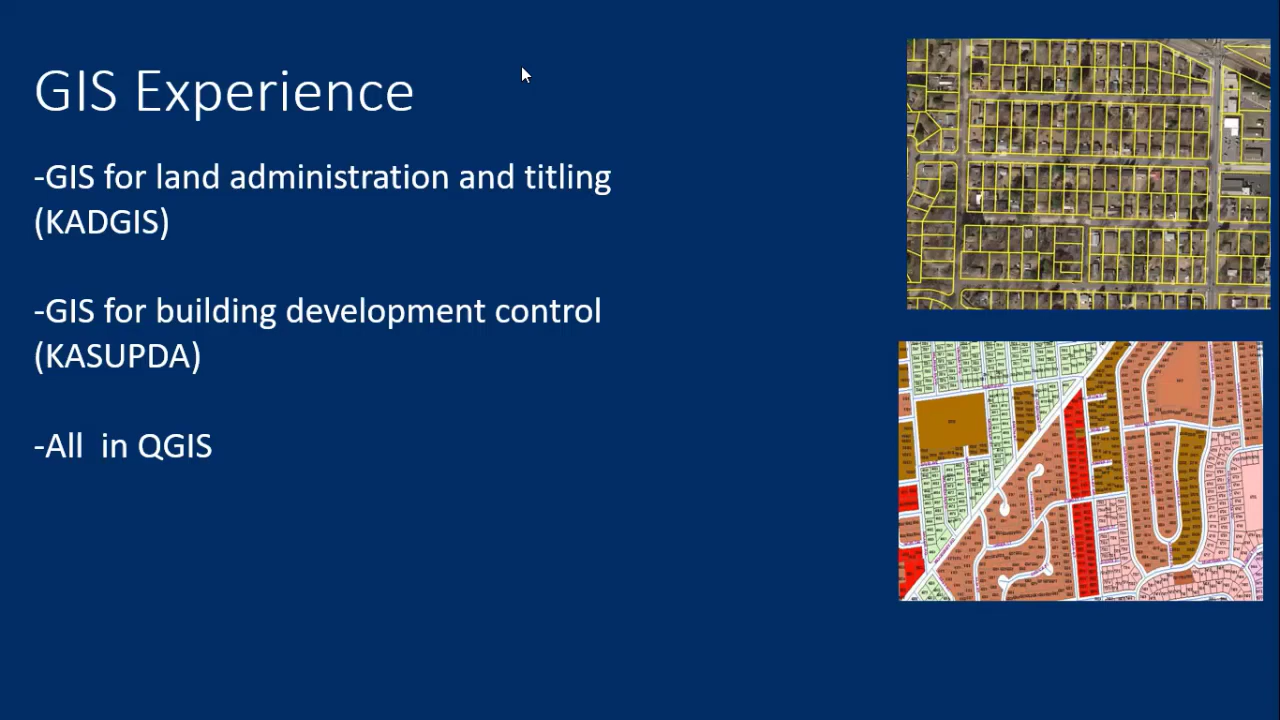 GIS Experience
-GIS for land administration and titling
(KADGIS)
-GIS for building development control
(KASUPDA)
-All  in QGIS